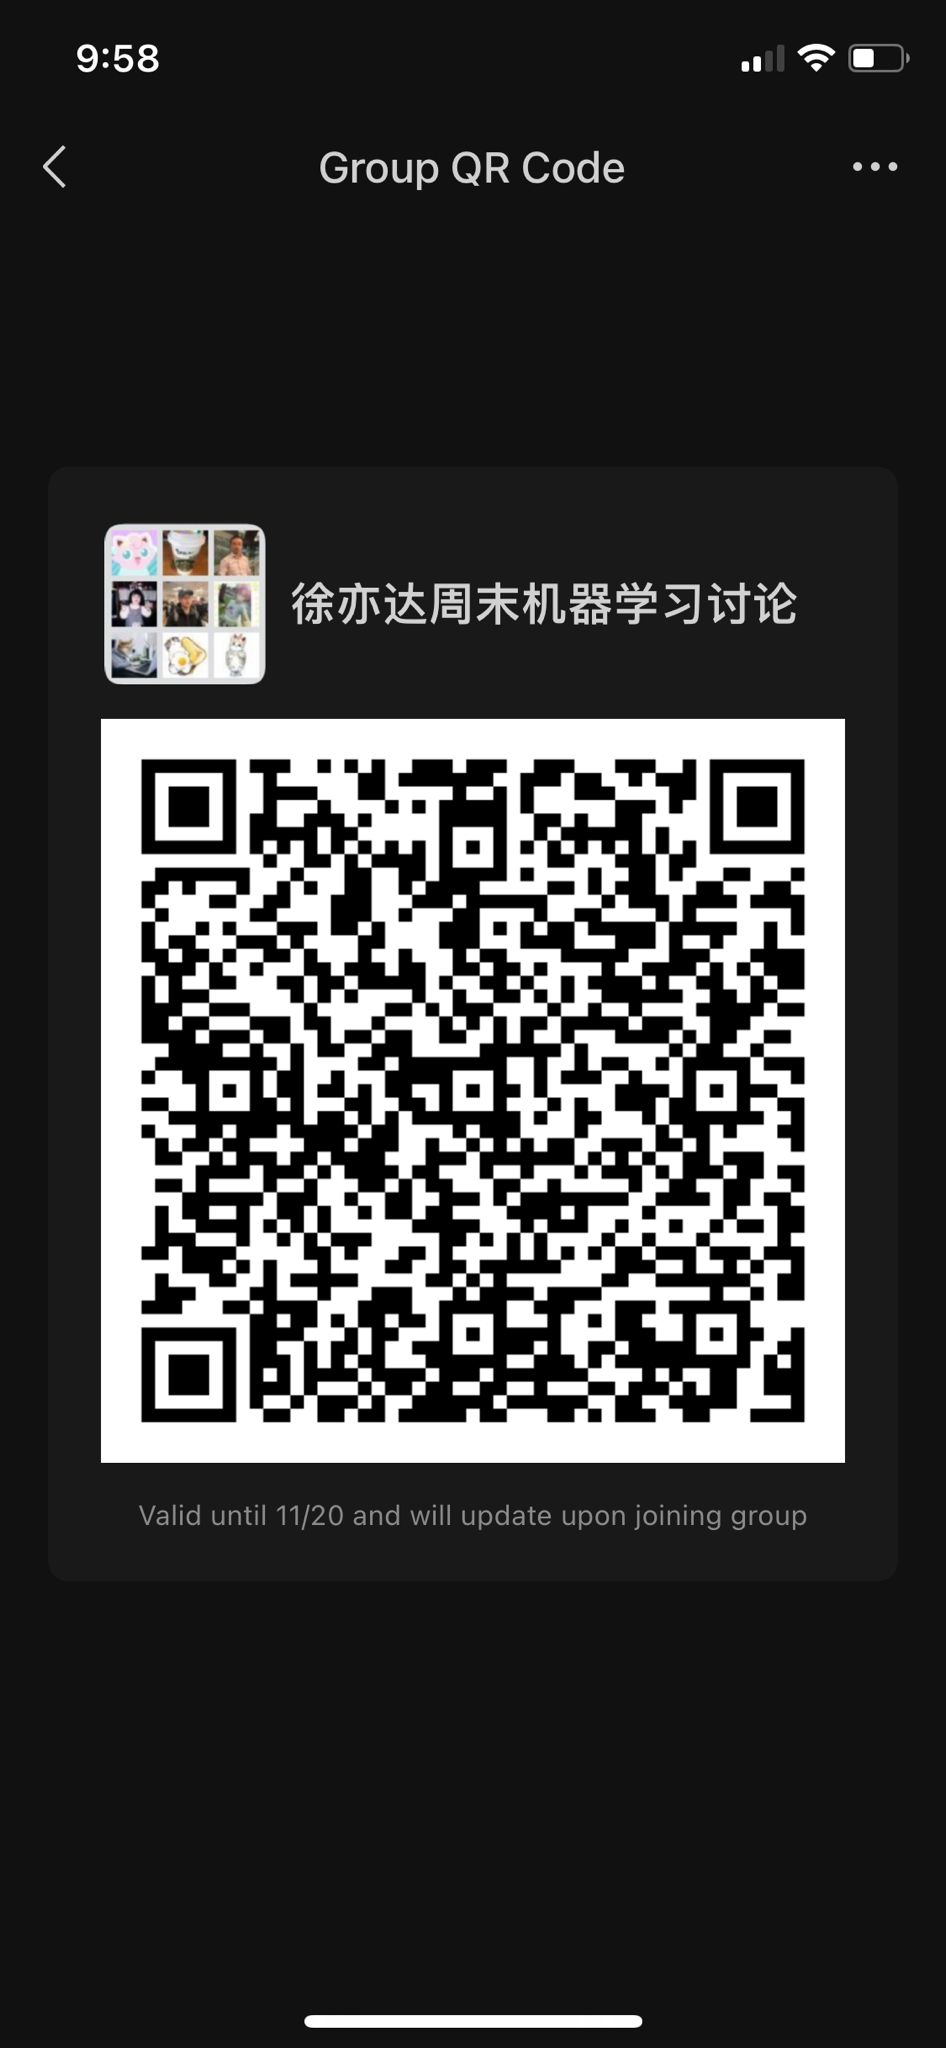 9:58
Group QR Code
徐亦达周末机器学习讨论
Valid until 11/20 and will update upon joining group